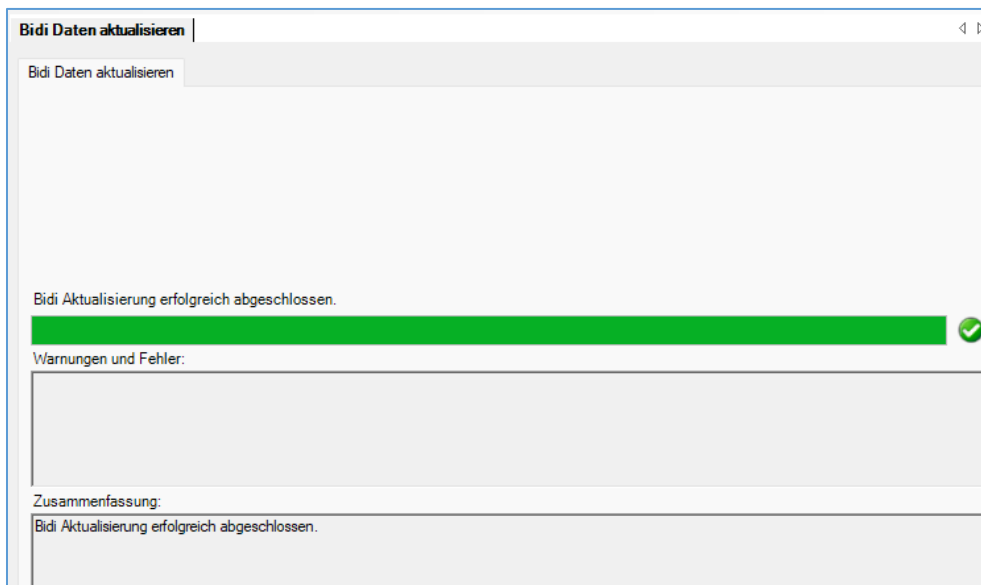 Bidi Daten aktualisieren
Bidi Daten aktualisieren
Bidi Aktualisierung erfolgreich abgeschlossen.
Warnungen und Fehler:
Zusammenfassung:
Bidi Aktualisierung erfolgreich abgeschlossen.